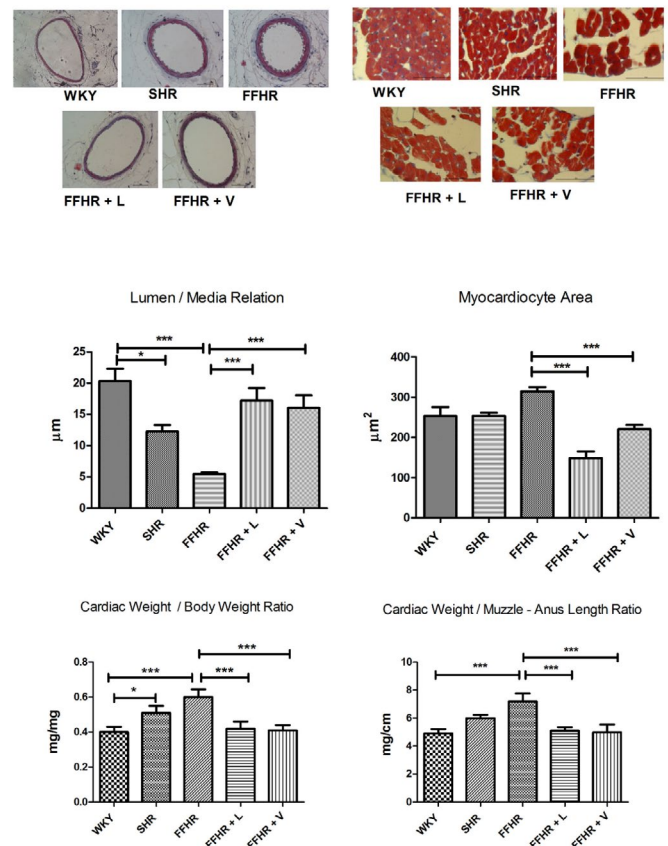 WKY
SHR
FFHR
FFHR + L
FFHR + V
WKY
SHR
FFHR
FFHR + L
FFHR + V
Lumen / Media Relation
***
***
*
***
25
20
15
10
5
0
μm
WKY
SHR
FFHR
FFHR + L
FFHR + V
Myocardiocyte Area
***
***
400
300
200
100
0
μm²
WKY
SHR
FFHR
FFHR + L
FFHR + V
Cardiac Weight / Body Weight Ratio
***
***
***
*
0.8
0.6
0.4
0.2
0.0
mg/mg
WKY
SHR
FFHR
FFHR + L
FFHR + V
Cardiac Weight / Muzzle - Anus Length Ratio
***
***
***
10
8
6
4
2
0
mg/cm
WKY
SHR
FFHR
FFHR + L
FFHR + V